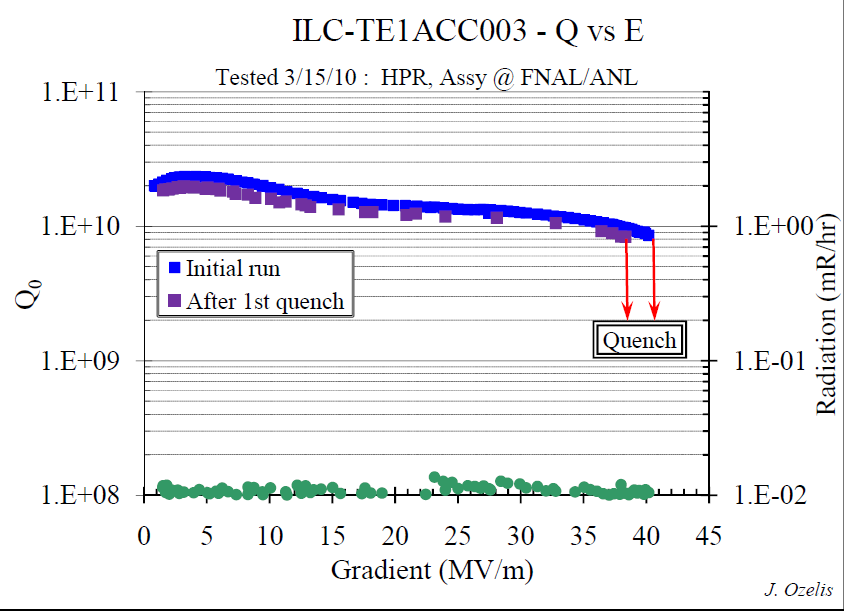 ILC-TE1ACC003 - Q vs E
Tested 3/15/10 : HPR, Assy @ FNAL/ANL
1.E+11
1.E+10
1.E+09
1.E+08
Q0
Initial run
After 1st quench
Quench
1.E+00
1.E-01
1.E-02
Radiation (mR/hr)
0 5 10 15 20 25 30 35 40 45
Gradient (MV/m)
J. Ozelis